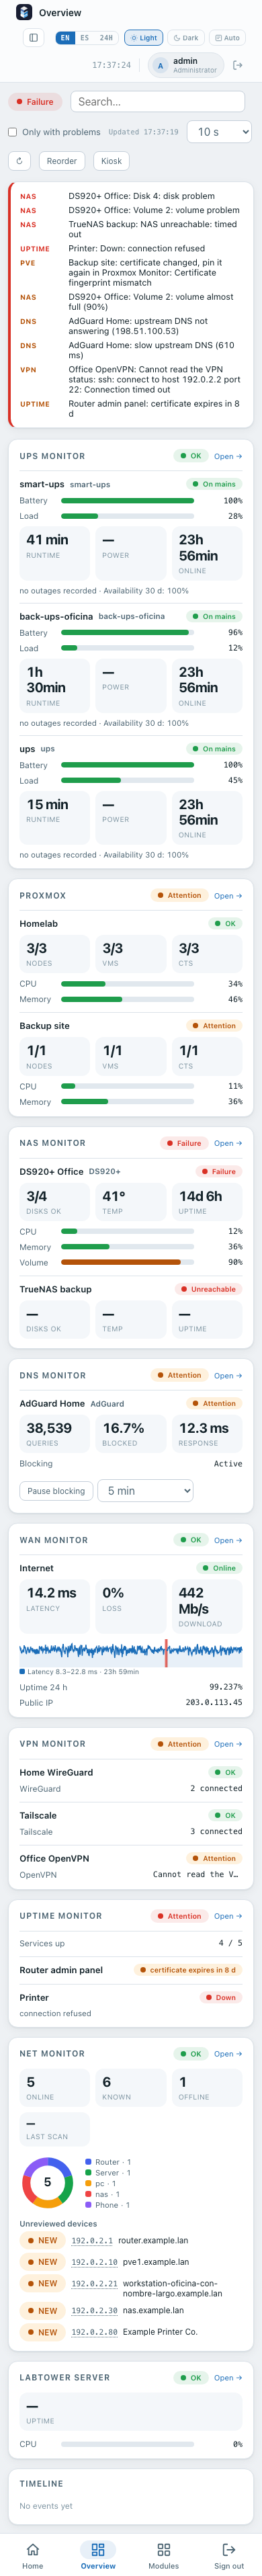 Overview
EN ES 24H Light Dark Auto
17:37:24 A admin
Administrator
Failure Search...
Only with problems Updated 17:37:19 10 s
↻ Reorder Kiosk
NAS DS920+ Office: Disk 4: disk problem
NAS DS920+ Office: Volume 2: volume problem
NAS TrueNAS backup: NAS unreachable: timed
out
UPTIME Printer: Down: connection refused
PVE Backup site: certificate changed, pin it
again in Proxmox Monitor: Certificate
fingerprint mismatch
NAS DS920+ Office: Volume 2: volume almost
full (90%)
DNS AdGuard Home: upstream DNS not
answering (198.51.100.53)
DNS AdGuard Home: slow upstream DNS (610
ms)
VPN Office OpenVPN: Cannot read the VPN
status: ssh: connect to host 192.0.2.2 port
22: Connection timed out
UPTIME Router admin panel: certificate expires in 8
d
UPS MONITOR OK Open →
smart-ups smart-ups On mains
Battery 100%
Load 28%
41 min — 23h
56min
RUNTIME POWER ONLINE
no outages recorded · Availability 30 d: 100%
back-ups-oficina back-ups-oficina On mains
Battery 96%
Load 12%
1h — 23h
30min 56min
RUNTIME POWER ONLINE
no outages recorded · Availability 30 d: 100%
ups ups On mains
Battery 100%
Load 45%
15 min — 23h
56min
RUNTIME POWER ONLINE
no outages recorded · Availability 30 d: 100%
PROXMOX Attention Open →
Homelab OK
3/3 3/3 3/3
NODES VMS CTS
CPU 34%
Memory 46%
Backup site Attention
1/1 1/1 1/1
NODES VMS CTS
CPU 11%
Memory 36%
NAS MONITOR Failure Open →
DS920+ Office DS920+ Failure
3/4 41° 14d 6h
DISKS OK TEMP UPTIME
CPU 12%
Memory 36%
Volume 90%
TrueNAS backup Unreachable
— — —
DISKS OK TEMP UPTIME
DNS MONITOR Attention Open →
AdGuard Home AdGuard Attention
38,539 16.7% 12.3 ms
QUERIES BLOCKED RESPONSE
Blocking Active
Pause blocking 5 min
WAN MONITOR OK Open →
Internet Online
14.2 ms 0% 442
Mb/s
LATENCY LOSS DOWNLOAD
Latency 8.3–22.8 ms · 23h 59min
Uptime 24 h 99.237%
Public IP 203.0.113.45
VPN MONITOR Attention Open →
Home WireGuard OK
WireGuard 2 connected
Tailscale OK
Tailscale 3 connected
Office OpenVPN Attention
OpenVPN Cannot read the V…
UPTIME MONITOR Attention Open →
Services up 4 / 5
Router admin panel certificate expires in 8 d
Printer Down
connection refused
NET MONITOR OK Open →
5 6 1
ONLINE KNOWN OFFLINE
—
LAST SCAN
5
Router · 1
Server · 1
pc · 1
nas · 1
Phone · 1
Unreviewed devices
NEW 192.0.2.1 router.example.lan
NEW 192.0.2.10 pve1.example.lan
NEW 192.0.2.21 workstation-oficina-con-
nombre-largo.example.lan
NEW 192.0.2.30 nas.example.lan
NEW 192.0.2.80 Example Printer Co.
LABTOWER SERVER OK Open →
—
UPTIME
CPU 0%
TIMELINE
No events yet
Home Overview Modules Sign out